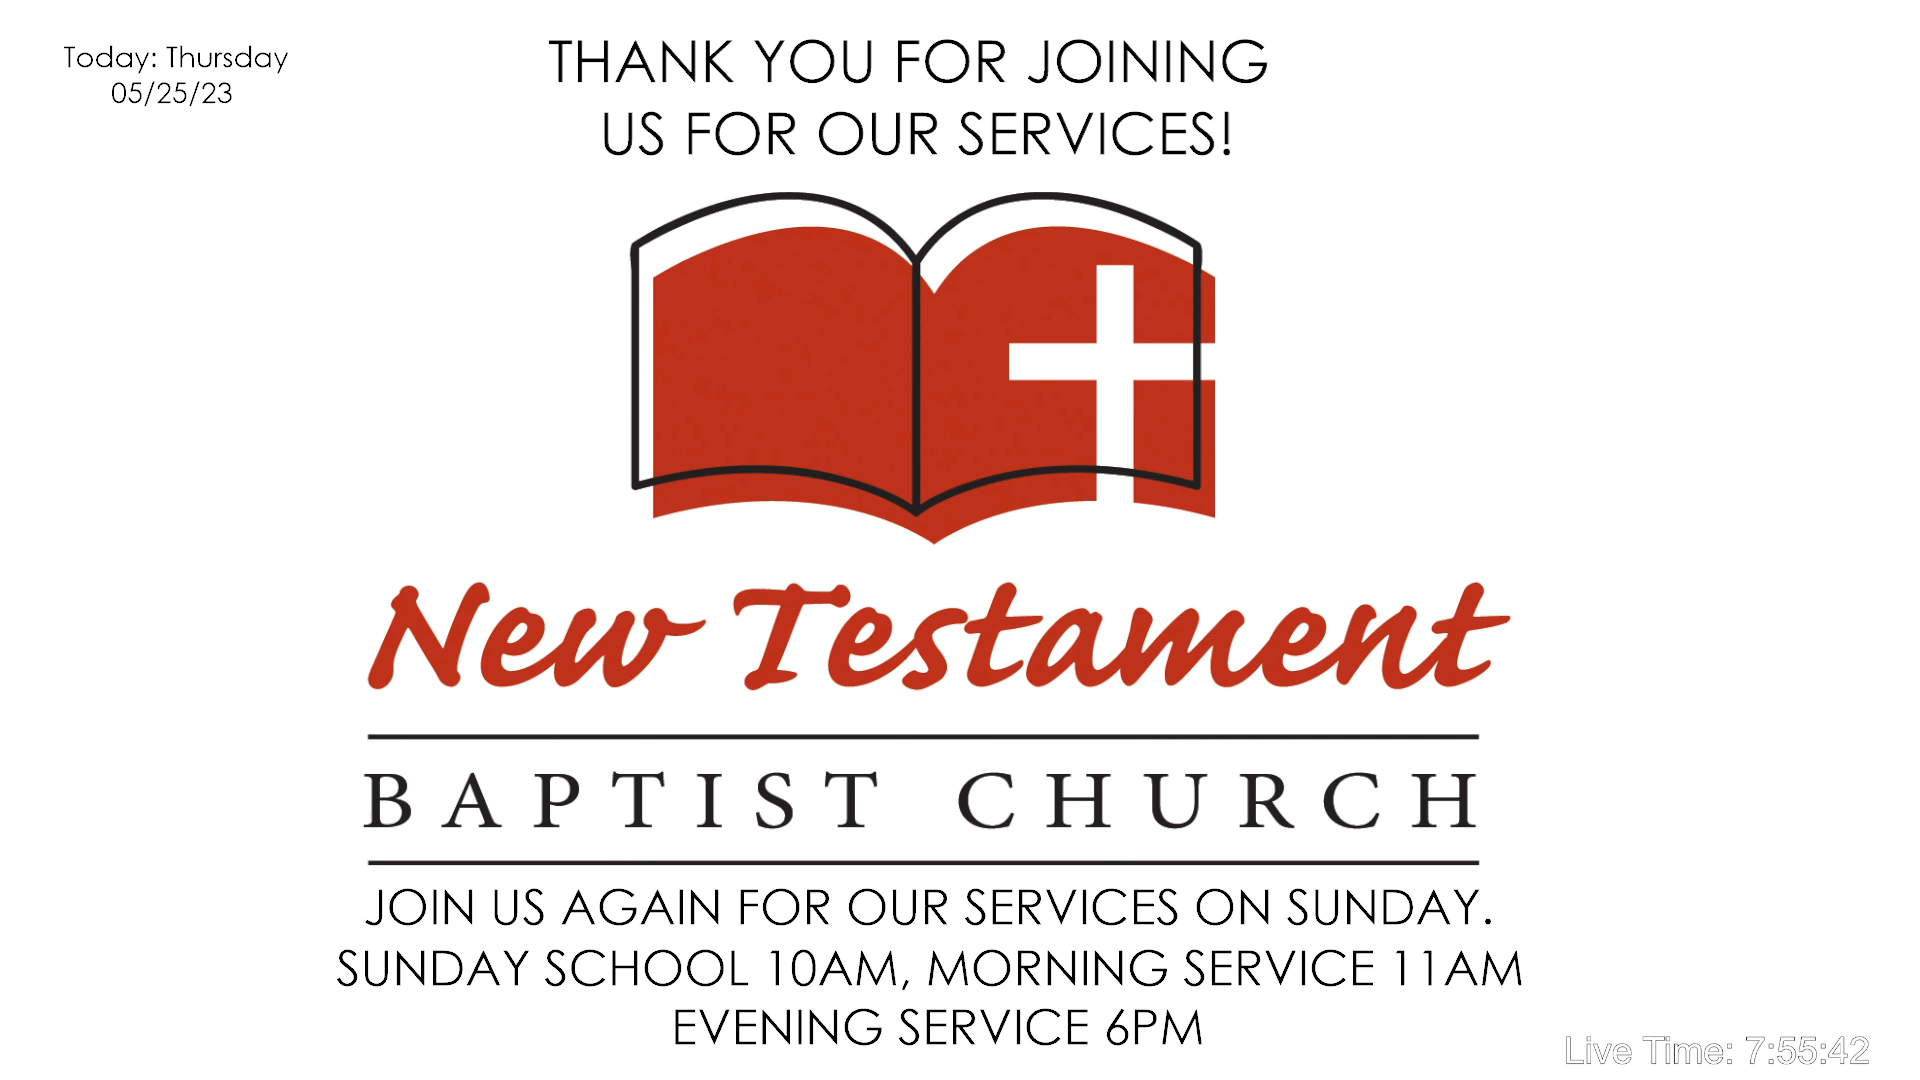 Today: Thursday
05/25/23
THANK YOU FOR JOINING
US FOR OUR SERVICES!
New Testament
BAPTIST CHURCH
JOIN US AGAIN FOR OUR SERVICES ON SUNDAY.
SUNDAY SCHOOL 10AM, MORNING SERVICE 11AM
EVENING SERVICE 6PM
Live Time: 7:55:42